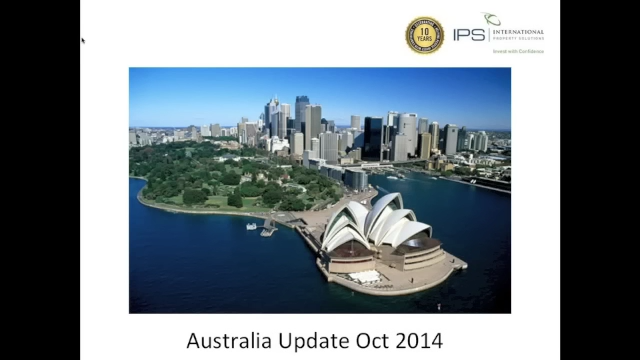 10
YEARS
IPS
INTERNATIONAL
PROPERTY SOLUTIONS
Invest with Confidence
Australia Update Oct 2014